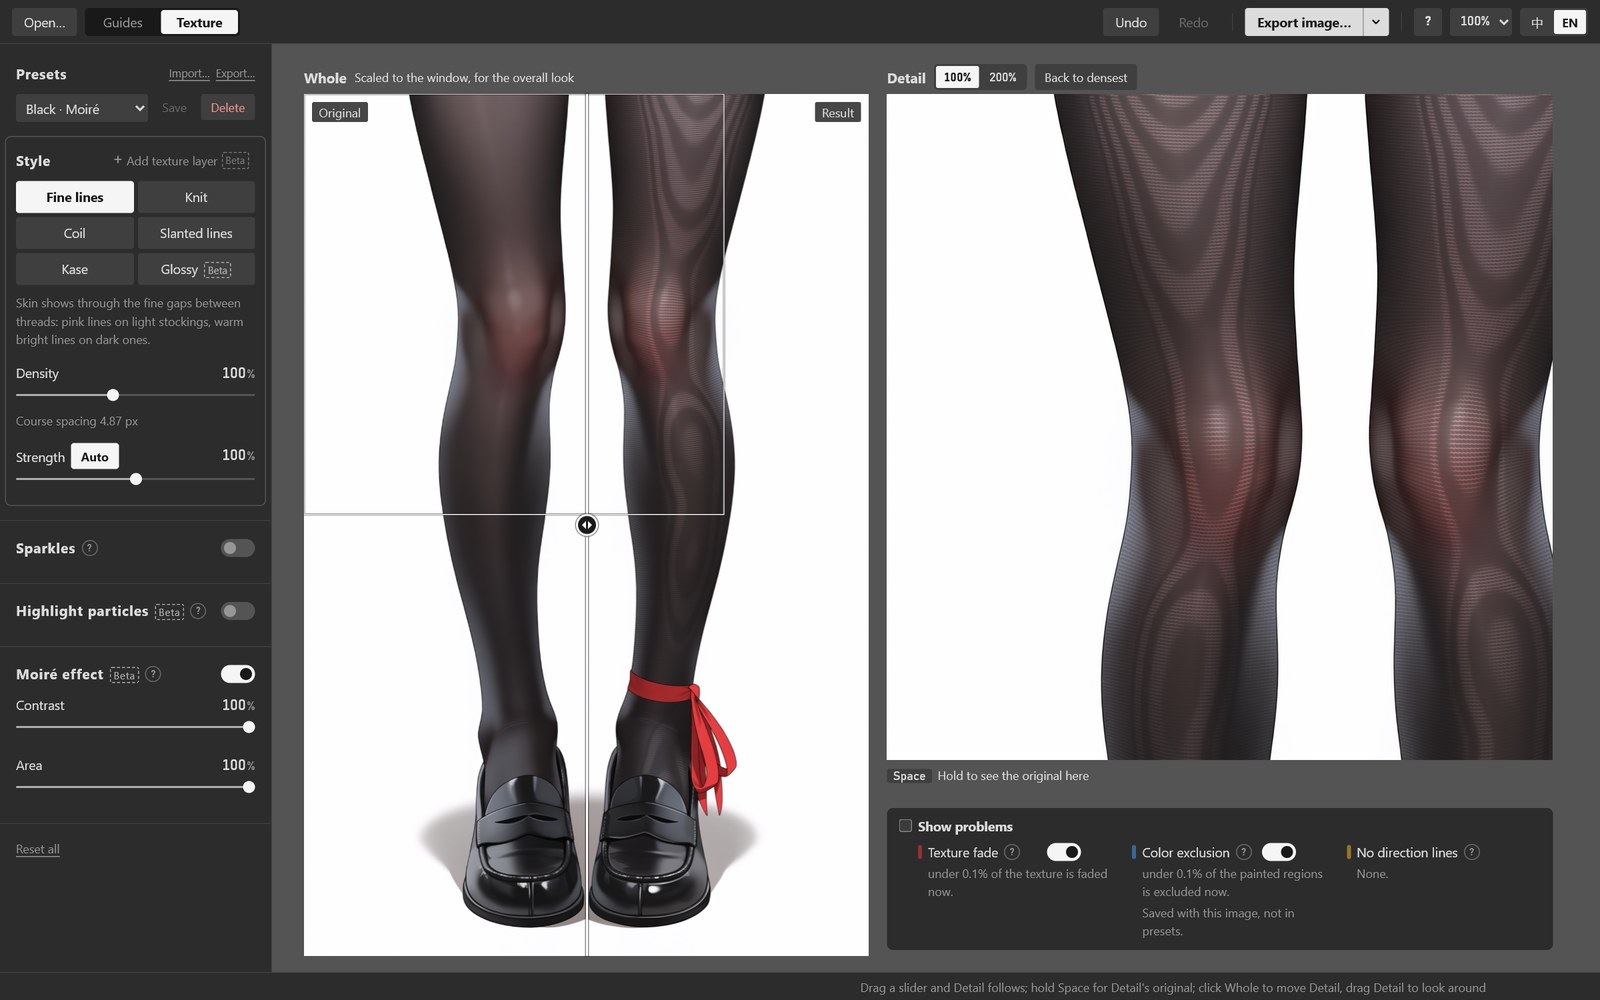 Open...
Guides
Texture
Undo
Redo
Export image...
?
100%
中
EN
Presets
Import...
Export...
Black · Moiré
Save
Delete
Style
+ Add texture layer Beta
Fine lines
Knit
Coil
Slanted lines
Kase
Glossy Beta
Skin shows through the fine gaps between
threads: pink lines on light stockings, warm
bright lines on dark ones.
Density
100%
Course spacing 4.87 px
Strength
Auto
100%
Sparkles ?
Highlight particles Beta ?
Moiré effect Beta ?
Contrast
100%
Area
100%
Reset all
Whole Scaled to the window, for the overall look
Original
Result
Detail
100%
200%
Back to densest
Space Hold to see the original here
Show problems
Texture fade ?
under 0.1% of the texture is faded
now.
Color exclusion ?
under 0.1% of the painted regions
is excluded now.
Saved with this image, not in
presets.
No direction lines ?
None.
Drag a slider and Detail follows; hold Space for Detail's original; click Whole to move Detail, drag Detail to look around